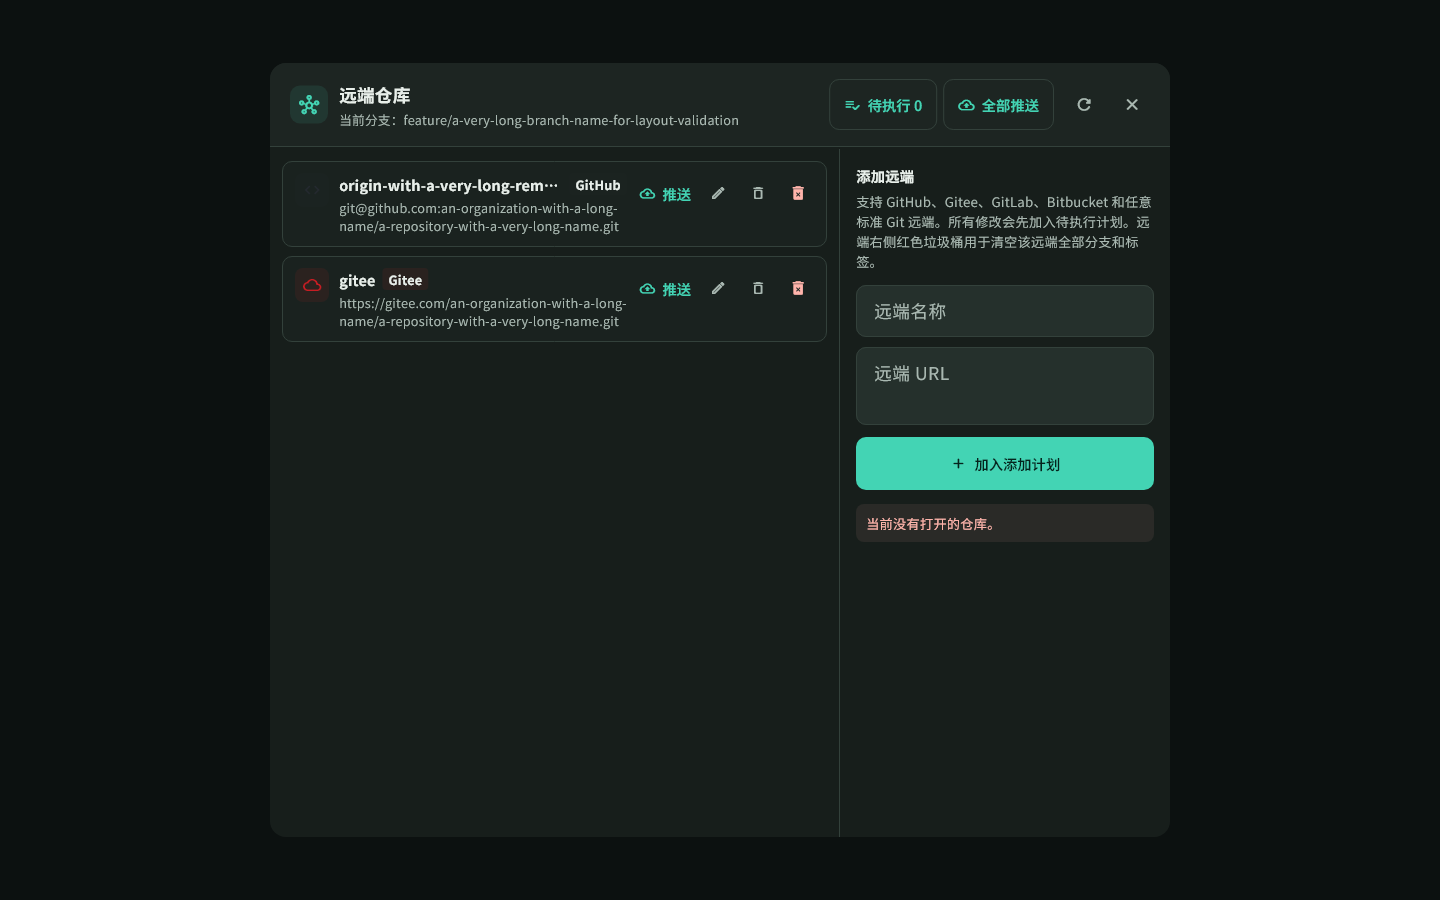 远端仓库
当前分支：feature/a-very-long-branch-name-for-layout-validation
待执行 0
全部推送
origin-with-a-very-long-rem… GitHub
git@github.com:an-organization-with-a-long-
name/a-repository-with-a-very-long-name.git
推送
gitee Gitee
https://gitee.com/an-organization-with-a-long-
name/a-repository-with-a-very-long-name.git
推送
添加远端
支持 GitHub、Gitee、GitLab、Bitbucket 和任意
标准 Git 远端。所有修改会先加入待执行计划。远
端右侧红色垃圾桶用于清空该远端全部分支和标
签。
远端名称
远端 URL
加入添加计划
当前没有打开的仓库。